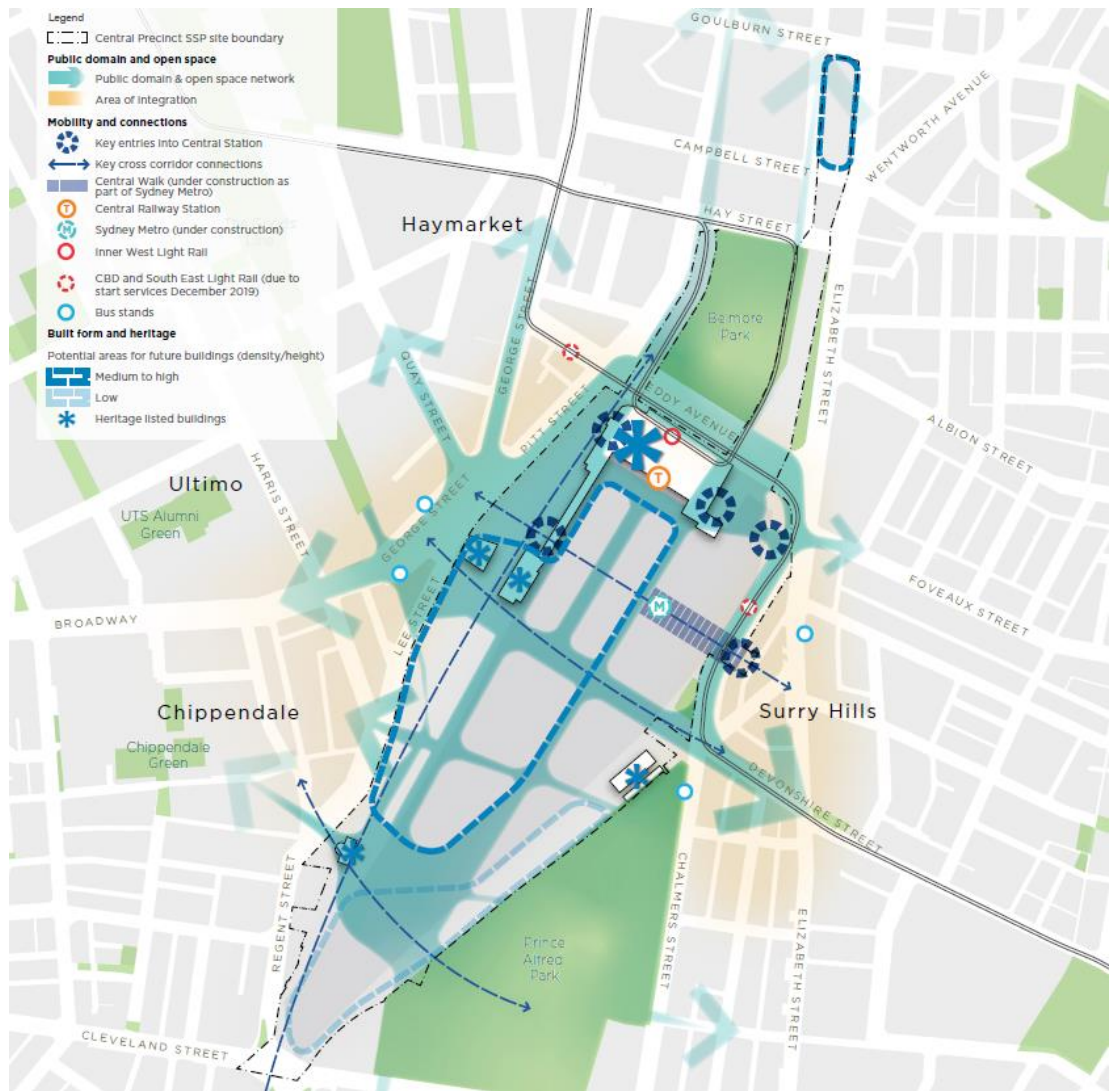 Legend
Central Precinct SSP site boundary
Public domain and open space
Public domain & open space network
Area of integration
Mobility and connections
Key entries into Central Station
Key cross corridor connections
Central Walk (under construction as
part of Sydney Metro)
T
Central Railway Station
M
Sydney Metro (under construction)
Inner West Light Rail
CBD and South East Light Rail (due to
start services December 2019)
Bus stands
Built form and heritage
Potential areas for future buildings (density/height)
Medium to high
Low
Heritage listed buildings
GOULBURN STREET
WENTWORTH AVENUE
CAMPBELL STREET
HAY STREET
Haymarket
ELIZABETH STREET
Belmore
Park
GEORGE STREET
QUAY STREET
PITT STREET
EDDY AVENUE
ALBION STREET
HARRIS STREET
Ultimo
UTS Alumni
Green
T
GEORGE STREET
FOVEAUX STREET
BROADWAY
LEE STREET
M
Chippendale
Surry Hills
Chippendale
Green
DEVONSHIRE STREET
REGENT STREET
CHALMERS STREET
ELIZABETH STREET
Prince
Alfred
Park
CLEVELAND STREET